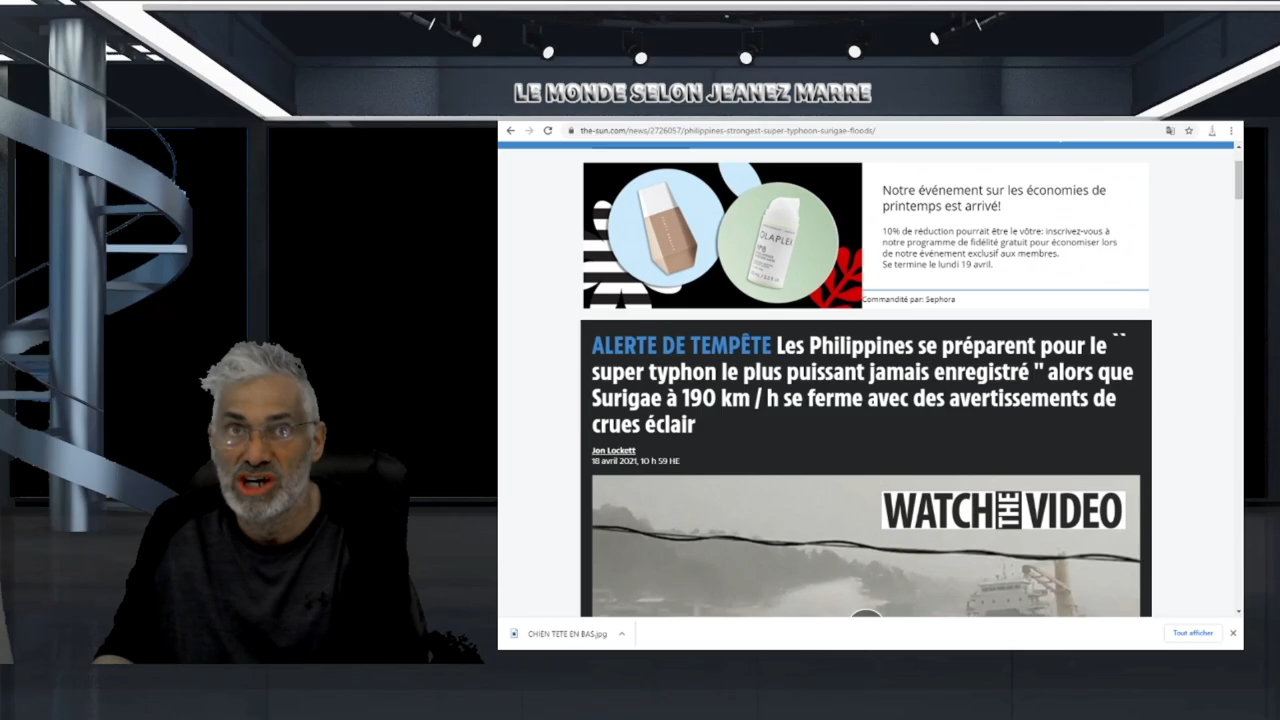 LE MONDE SELON JEANEZ MARRE
the-sun.com/news/2726057/philippines-strongest-super-typhoon-surigae-floods/
Notre événement sur les économies de
printemps est arrivé!
10% de réduction pourrait être le vôtre: inscrivez-vous à
notre programme de fidélité gratuit pour économiser lors
de notre événement exclusif aux membres.
Se termine le lundi 19 avril.
OLAPLEX
Commandité par: Sephora
ALERTE DE TEMPÊTE Les Philippines se préparent pour le ``
super typhon le plus puissant jamais enregistré '' alors que
Surigae à 190 km / h se ferme avec des avertissements de
crues éclair
Jon Lockett
18 avril 2021, 10 h 59 HE
WATCH THE VIDEO
CHIEN TETE EN BAS.jpg
Tout afficher